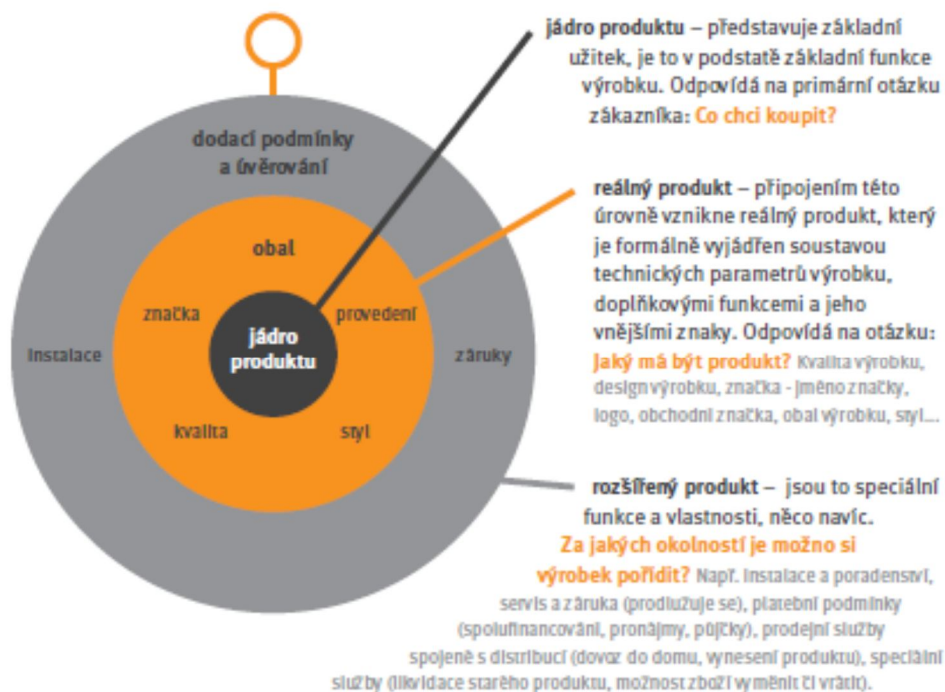 dodací podmínky
a úvěrování
obal
značka
provedení
jádro
produktu
Instalace
záruky
kvalita
styl
jádro produktu – představuje základní
užitek, je to v podstatě základní funkce
výrobku. Odpovídá na primární otázku
zákazníka: Co chci koupit?
reálný produkt – připojením této
úrovně vznikne reálný produkt, který
je formálně vyjádřen soustavou
technických parametrů výrobku,
doplňkovými funkcemi a jeho
vnějšími znaky. Odpovídá na otázku:
Jaký má být produkt? Kvalita výrobku,
design výrobku, značka - jméno značky,
logo, obchodní značka, obal výrobku, styl....
rozšířený produkt – jsou to speciální
funkce a vlastnosti, něco navíc.
Za jakých okolností je možno si
výrobek pořídit? Např. Instalace a poradenství,
servis a záruka (prodlužuje se), platební podmínky
(spolufinancování, pronájmy, půjčky), prodejní služby
spojené s distribucí (dovoz do domu, vynesení produktu), speciální
služby (likvidace starého produktu, možnost zboží vyměnit či vrátit).